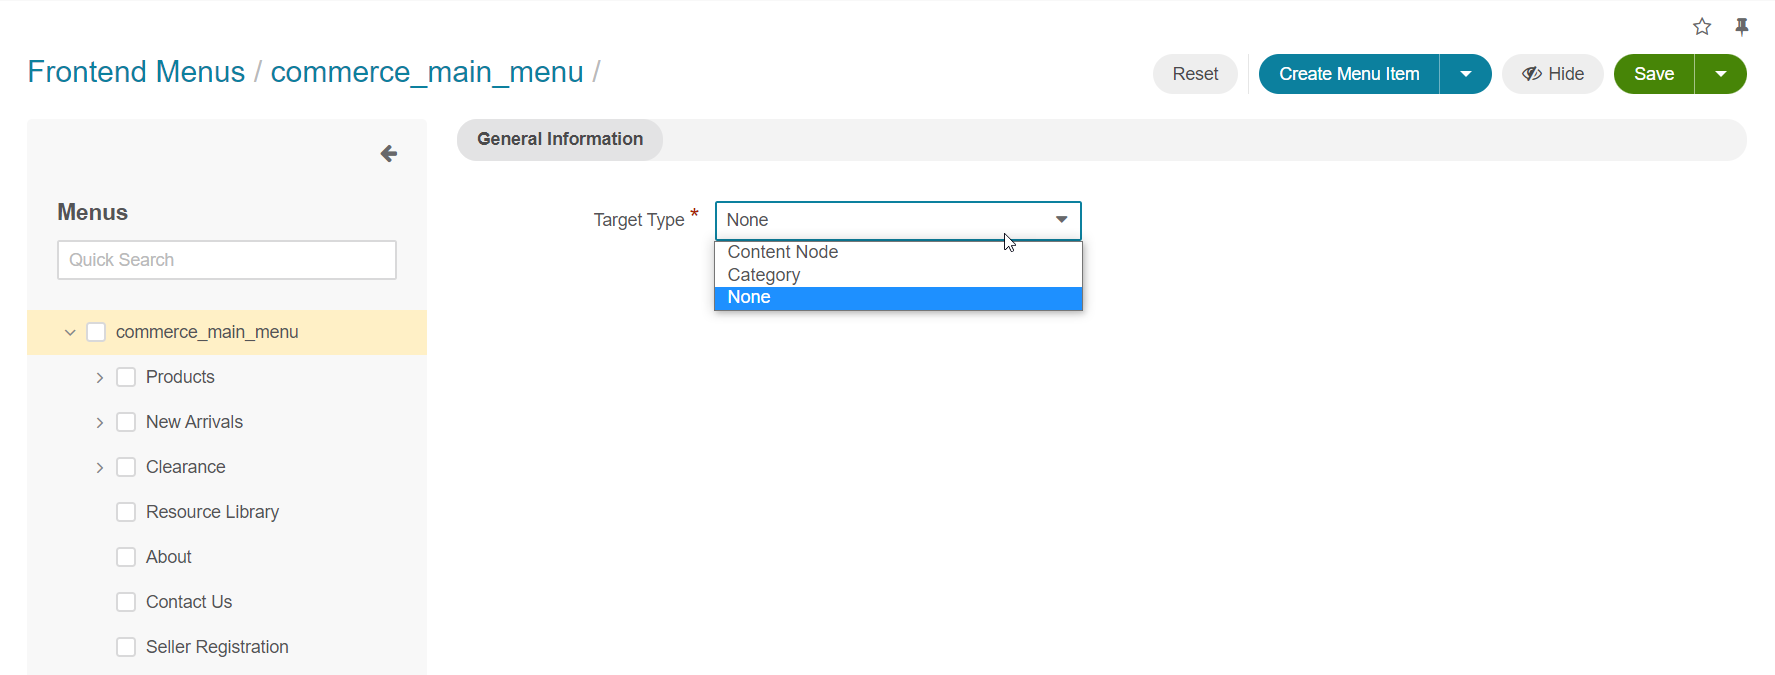 Frontend Menus / commerce_main_menu /
Reset
Create Menu Item
Hide
Save
General Information
Menus
Quick Search
commerce_main_menu
Products
New Arrivals
Clearance
Resource Library
About
Contact Us
Seller Registration
Target Type *
None
Content Node
Category
None